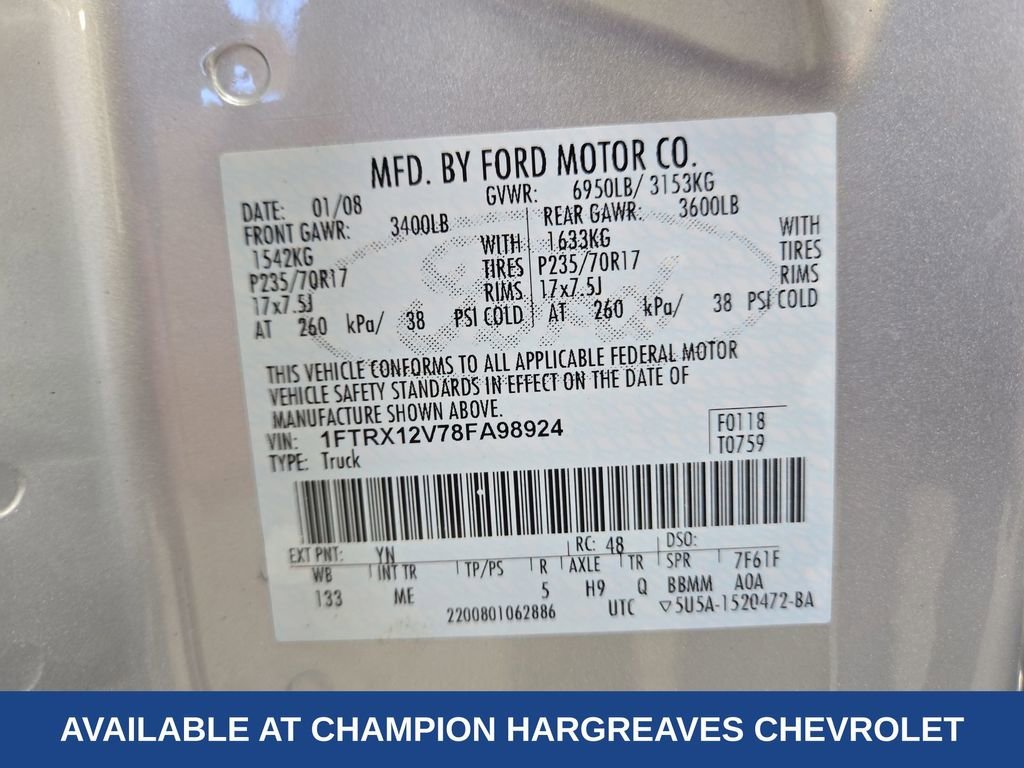 MFD. BY FORD MOTOR CO.
DATE: 01/08 GVWR: 6950LB/ 3153KG
FRONT GAWR: 3400LB REAR GAWR: 3600LB
1542KG WITH 1633KG WITH
P235/70R17 TIRES P235/70R17 TIRES
17x7.5J RIMS 17x7.5J RIMS
AT 260 kPa/ 38 PSI COLD AT 260 kPa/ 38 PSI COLD
THIS VEHICLE CONFORMS TO ALL APPLICABLE FEDERAL MOTOR
VEHICLE SAFETY STANDARDS IN EFFECT ON THE DATE OF
MANUFACTURE SHOWN ABOVE.
VIN: 1FTRX12V78FA98924 F0118
TYPE: Truck T0759
EXT PNT: YN RC: 48 DSO:
WB INT TR TP/PS R AXLE TR SPR 7F61F
133 ME 5 H9 Q BBMM A0A
2200801062886 UTC ▽5U5A-1520472-BA
AVAILABLE AT CHAMPION HARGREAVES CHEVROLET